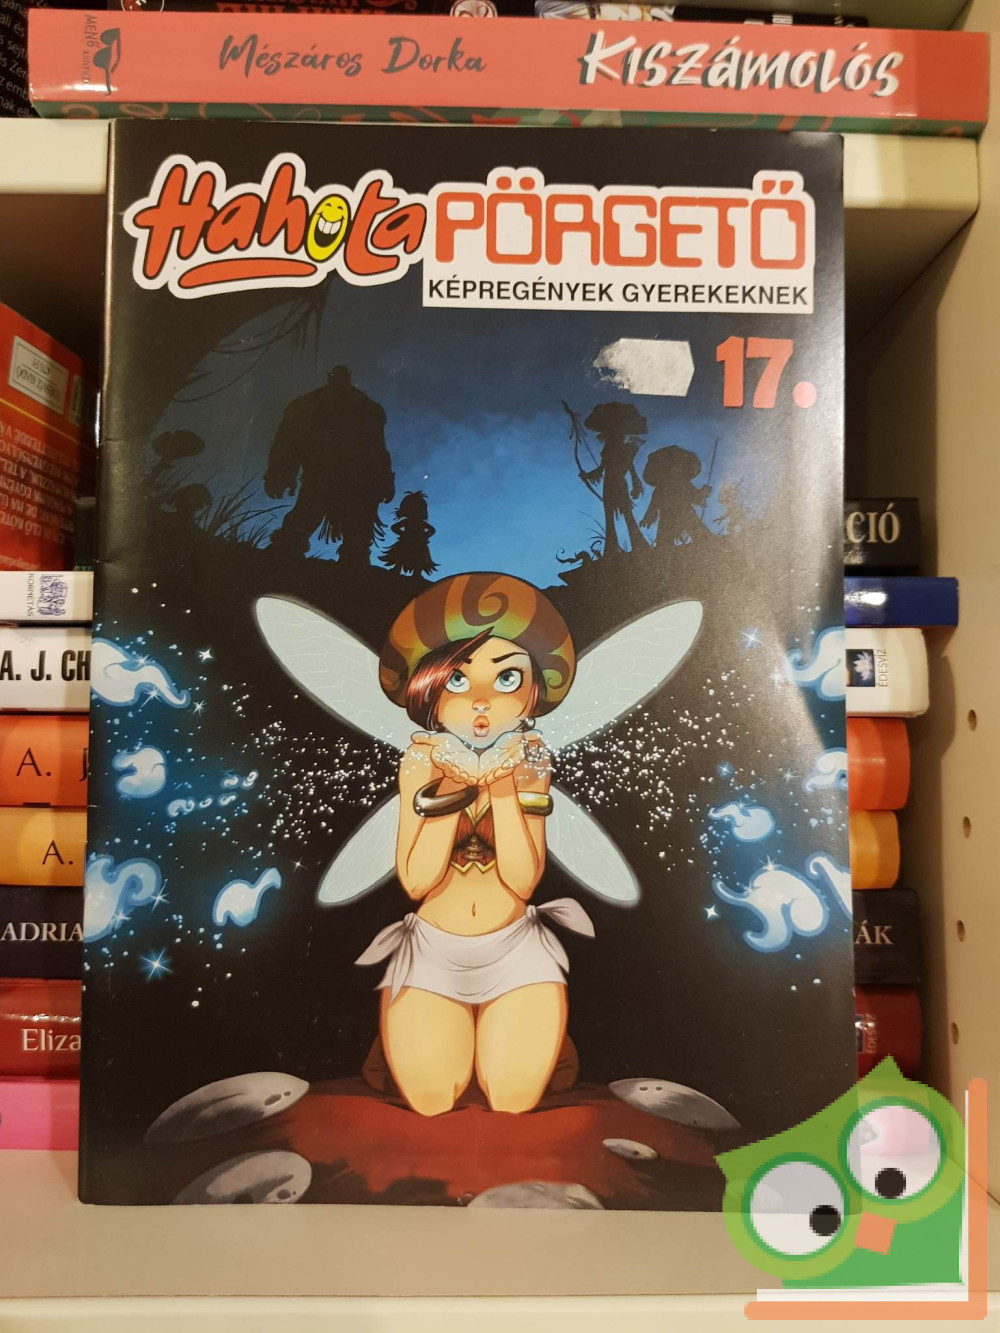 Mészáros Dorka
Kiszámolós
Hahota
PÖRGETŐ
KÉPREGÉNYEK GYEREKEKNEK
17.
CIÓ
A. J. CH
ÉDESVÍZ
A. J
A.
ADRIA
ÁK
Eliza